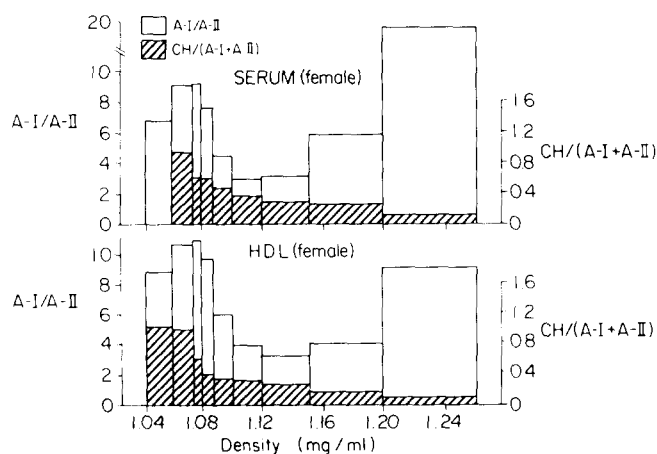 A-I/A-II
CH/(A-I+A-II)
SERUM (female)
20
10
8
6
4
2
0
A-I/A-II
1.6
1.2
0.8
0.4
0
CH/(A-I+A-II)
HDL (female)
10
8
6
4
2
0
A-I/A-II
1.6
1.2
0.8
0.4
0
CH/(A-I+A-II)
1.04 1.08 1.12 1.16 1.20 1.24
Density (mg/ml)